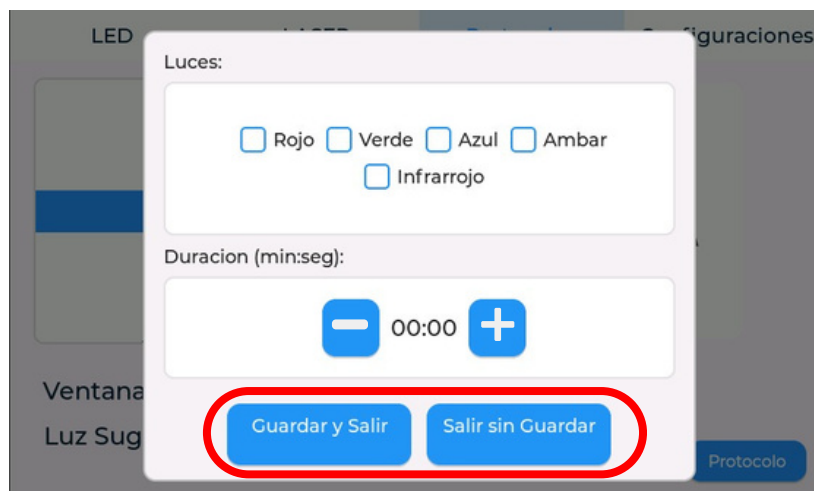 LED
iguraciones
Luces:
Rojo Verde Azul Ambar
Infrarrojo
Duracion (min:seg):
00:00
Ventana
Luz Sug
Guardar y Salir Salir sin Guardar
Protocolo